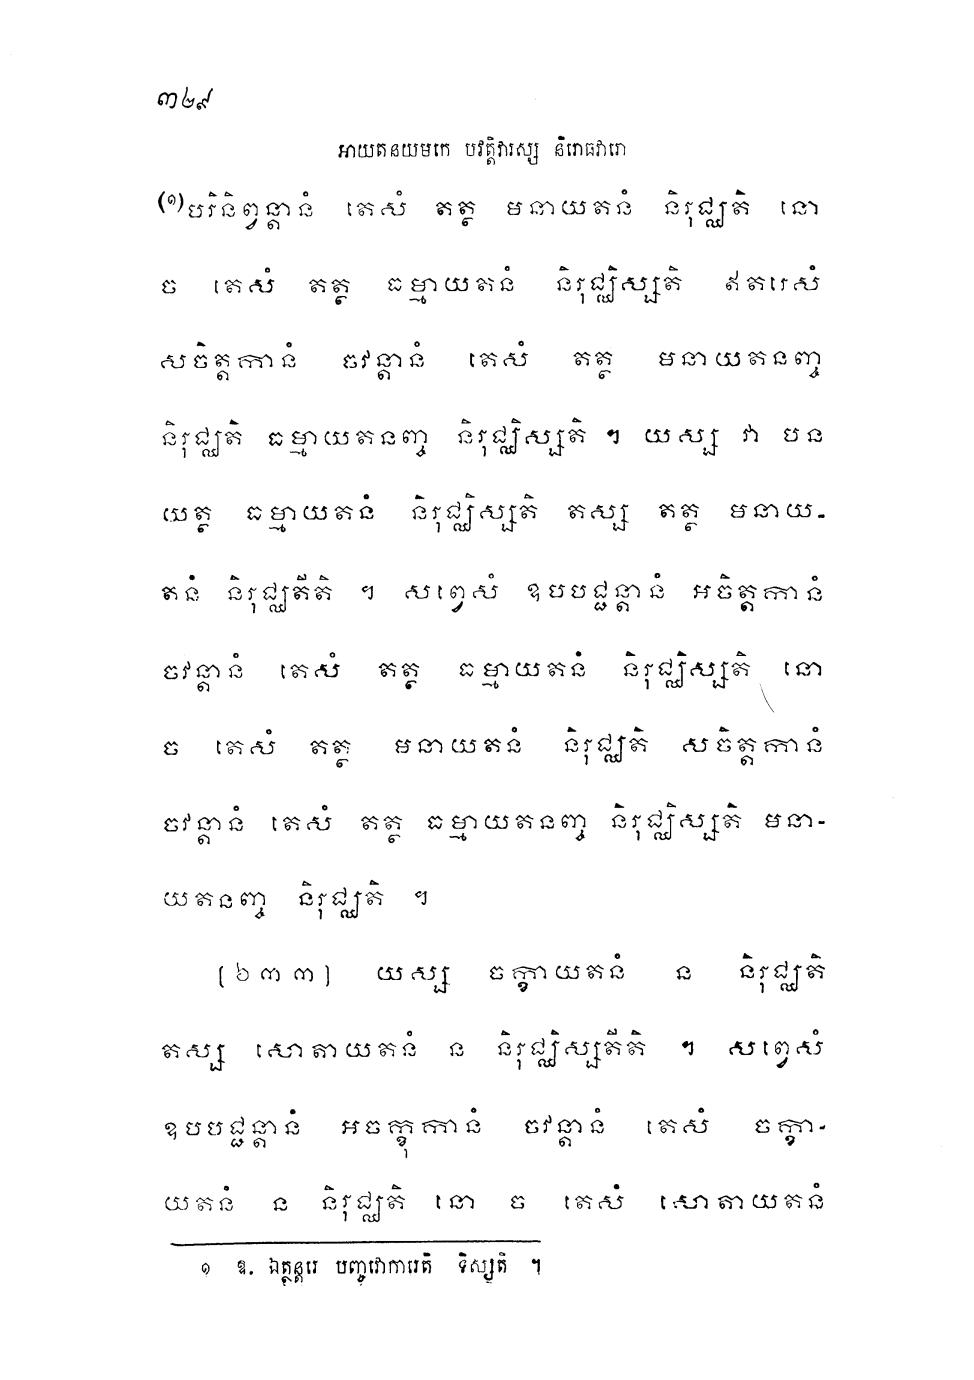 ៣២៩
អាយតនយមកេ បវត្តិវារស្ស និរោធវារោ
(១)បរិនិព្វន្តានំ តេសំ តត្ថ មនាយតនំ និរុជ្ឈតិ នោ
ច តេសំ តត្ថ ធម្មាយតនំ និរុជ្ឈិស្សតិ ឥតរេសំ
សចិត្តកានំ ចវន្តានំ តេសំ តត្ថ មនាយតនញ្ច
និរុជ្ឈតិ ធម្មាយតនញ្ច និរុជ្ឈិស្សតិ ។ យស្ស វា បន
យត្ថ ធម្មាយតនំ និរុជ្ឈិស្សតិ តស្ស តត្ថ មនាយ-
តនំ និរុជ្ឈតីតិ ។ សព្វេសំ ឧបបជ្ជន្តានំ អចិត្តកានំ
ចវន្តានំ តេសំ តត្ថ ធម្មាយតនំ និរុជ្ឈិស្សតិ នោ
ច តេសំ តត្ថ មនាយតនំ និរុជ្ឈតិ សចិត្តកានំ
ចវន្តានំ តេសំ តត្ថ ធម្មាយតនញ្ច និរុជ្ឈិស្សតិ មនា-
យតនញ្ច និរុជ្ឈតិ ។
[៦៣៣] យស្ស ចក្ខាយតនំ ន និរុជ្ឈតិ
តស្ស សោតាយតនំ ន និរុជ្ឈិស្សតីតិ ។ សព្វេសំ
ឧបបជ្ជន្តានំ អចក្ខុកានំ ចវន្តានំ តេសំ ចក្ខា-
យតនំ ន និរុជ្ឈតិ នោ ច តេសំ សោតាយតនំ
១ ឱ. ឯត្ថន្តរេ បញ្ចវោការេតិ ទិស្សតិ ។